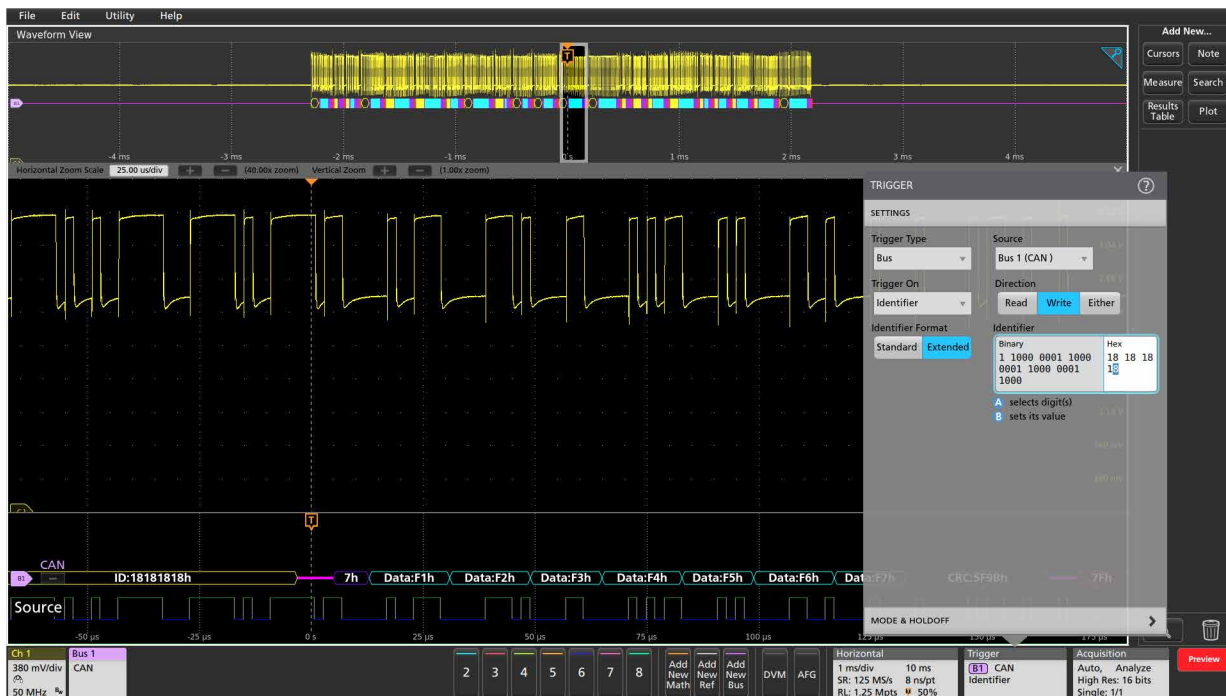 File Edit Utility Help
Waveform View
Add New...
Cursors Note
Measure Search
Results Table Plot
T
B1
-4 ms -3 ms -2 ms -1 ms 0 s 1 ms 2 ms 3 ms 4 ms
Horizontal Zoom Scale 25.00 us/div + − (40.00x zoom) Vertical Zoom + − (1.00x zoom)
TRIGGER ?
SETTINGS
Trigger Type Source
Bus Bus 1 (CAN )
Trigger On Direction
Identifier Read Write Either
Identifier Format Identifier
Standard Extended
Binary Hex
1 1000 0001 1000 18 18 18
0001 1000 0001 18
1000
A selects digit(s)
B sets its value
T
CAN
B1 ID:18181818h 7h Data:F1h Data:F2h Data:F3h Data:F4h Data:F5h Data:F6h Data:F7h CRC:5F9Bh 7Fh
Source
-50 µs -25 µs 0 s 25 µs 50 µs 75 µs 100 µs 125 µs 150 µs 175 µs
MODE & HOLDOFF
Ch 1 Bus 1
380 mV/div CAN
50 MHz Bw
2 3 4 5 6 7 8
Add New Math
Add New Ref
Add New Bus
DVM AFG
Horizontal
1 ms/div 10 ms
SR: 125 MS/s 8 ns/pt
RL: 1.25 Mpts 50%
Trigger
B1 CAN
Identifier
Acquisition
Auto, Analyze
High Res: 16 bits
Single: 1/1
Preview